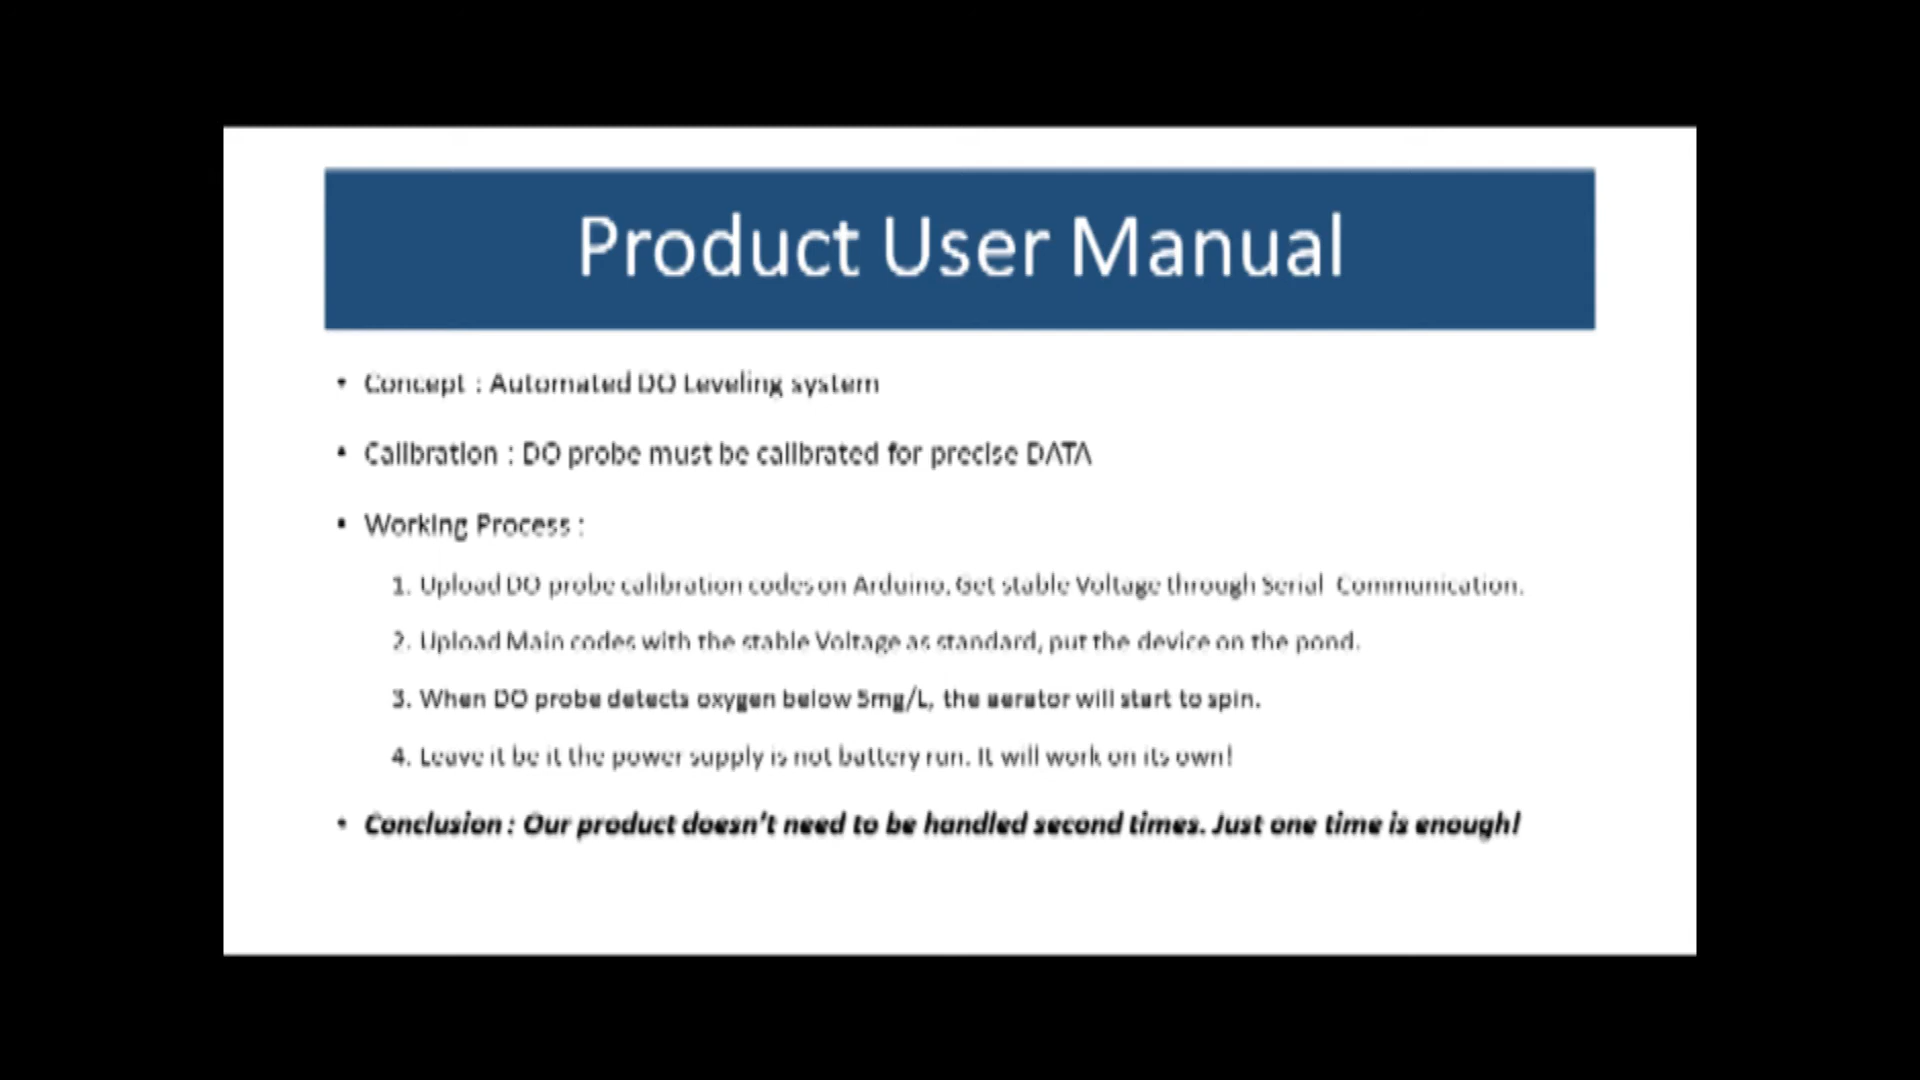 Product User Manual
• Concept : Automated DO Leveling system
• Calibration : DO probe must be calibrated for precise DATA
• Working Process :
1. Upload DO probe calibration codes on Arduino. Get stable Voltage through Serial Communication.
2. Upload Main codes with the stable Voltage as standard, put the device on the pond.
3. When DO probe detects oxygen below 5mg/L, the aerator will start to spin.
4. Leave it be it the power supply is not battery run. It will work on its own!
• Conclusion : Our product doesn't need to be handled second times. Just one time is enough!